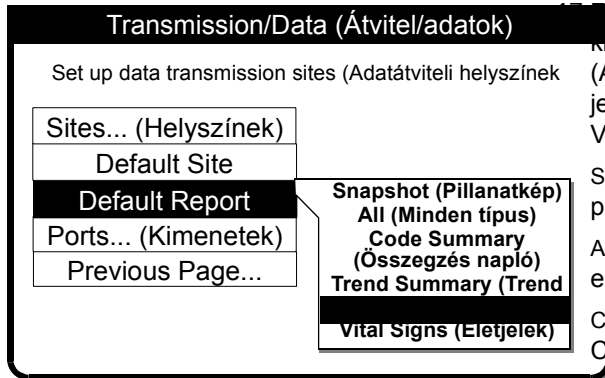 Transmission/Data (Átvitel/adatok)
Set up data transmission sites (Adatátviteli helyszínek
Sites... (Helyszínek)
Default Site
Default Report
Ports... (Kimenetek)
Previous Page...
Snapshot (Pillanatkép)
All (Minden típus)
Code Summary
(Összegzés napló)
Trend Summary (Trend
Vital Signs (Életjelek)
(A
je
V
S
p
A
e
C
C